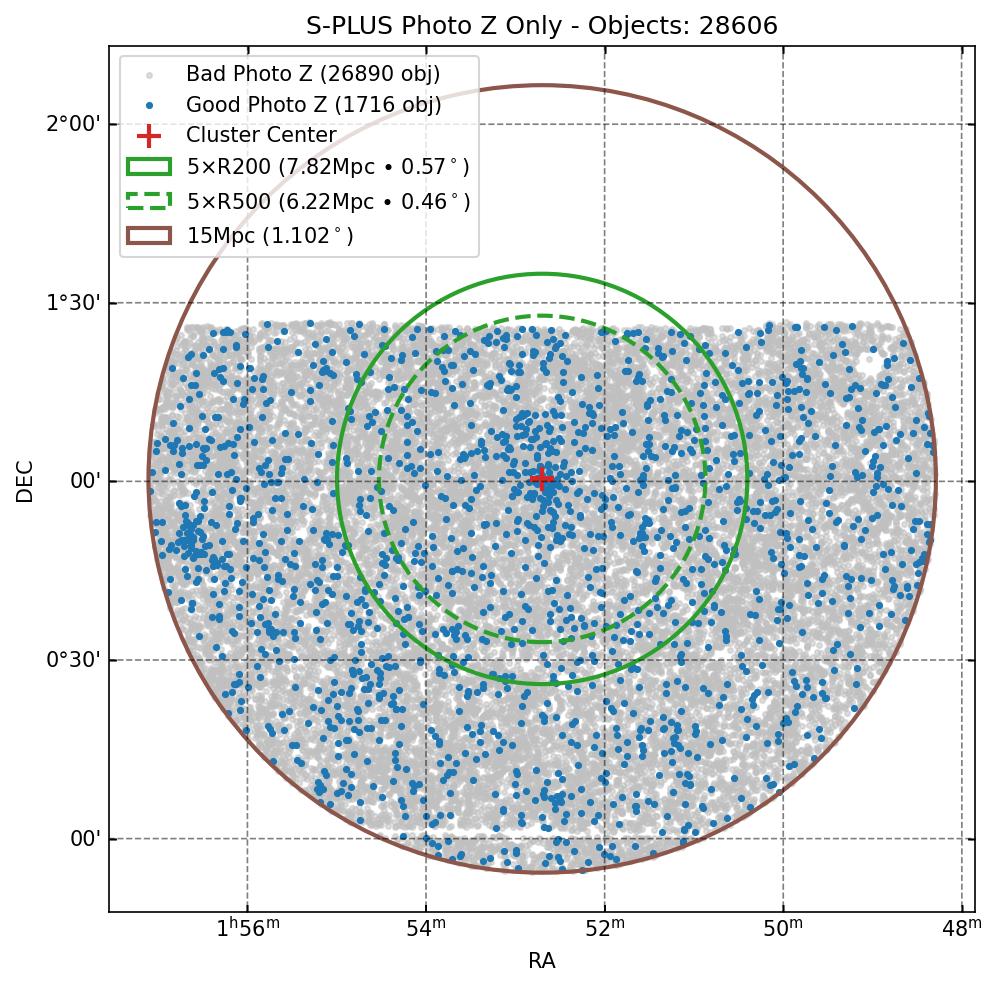 S-PLUS Photo Z Only - Objects: 28606
Bad Photo Z (26890 obj)
Good Photo Z (1716 obj)
Cluster Center
5×R200 (7.82Mpc • 0.57°)
5×R500 (6.22Mpc • 0.46°)
15Mpc (1.102°)
2°00'
1°30'
00'
0°30'
00'
DEC
1ʰ56ᵐ 54ᵐ 52ᵐ 50ᵐ 48ᵐ
RA